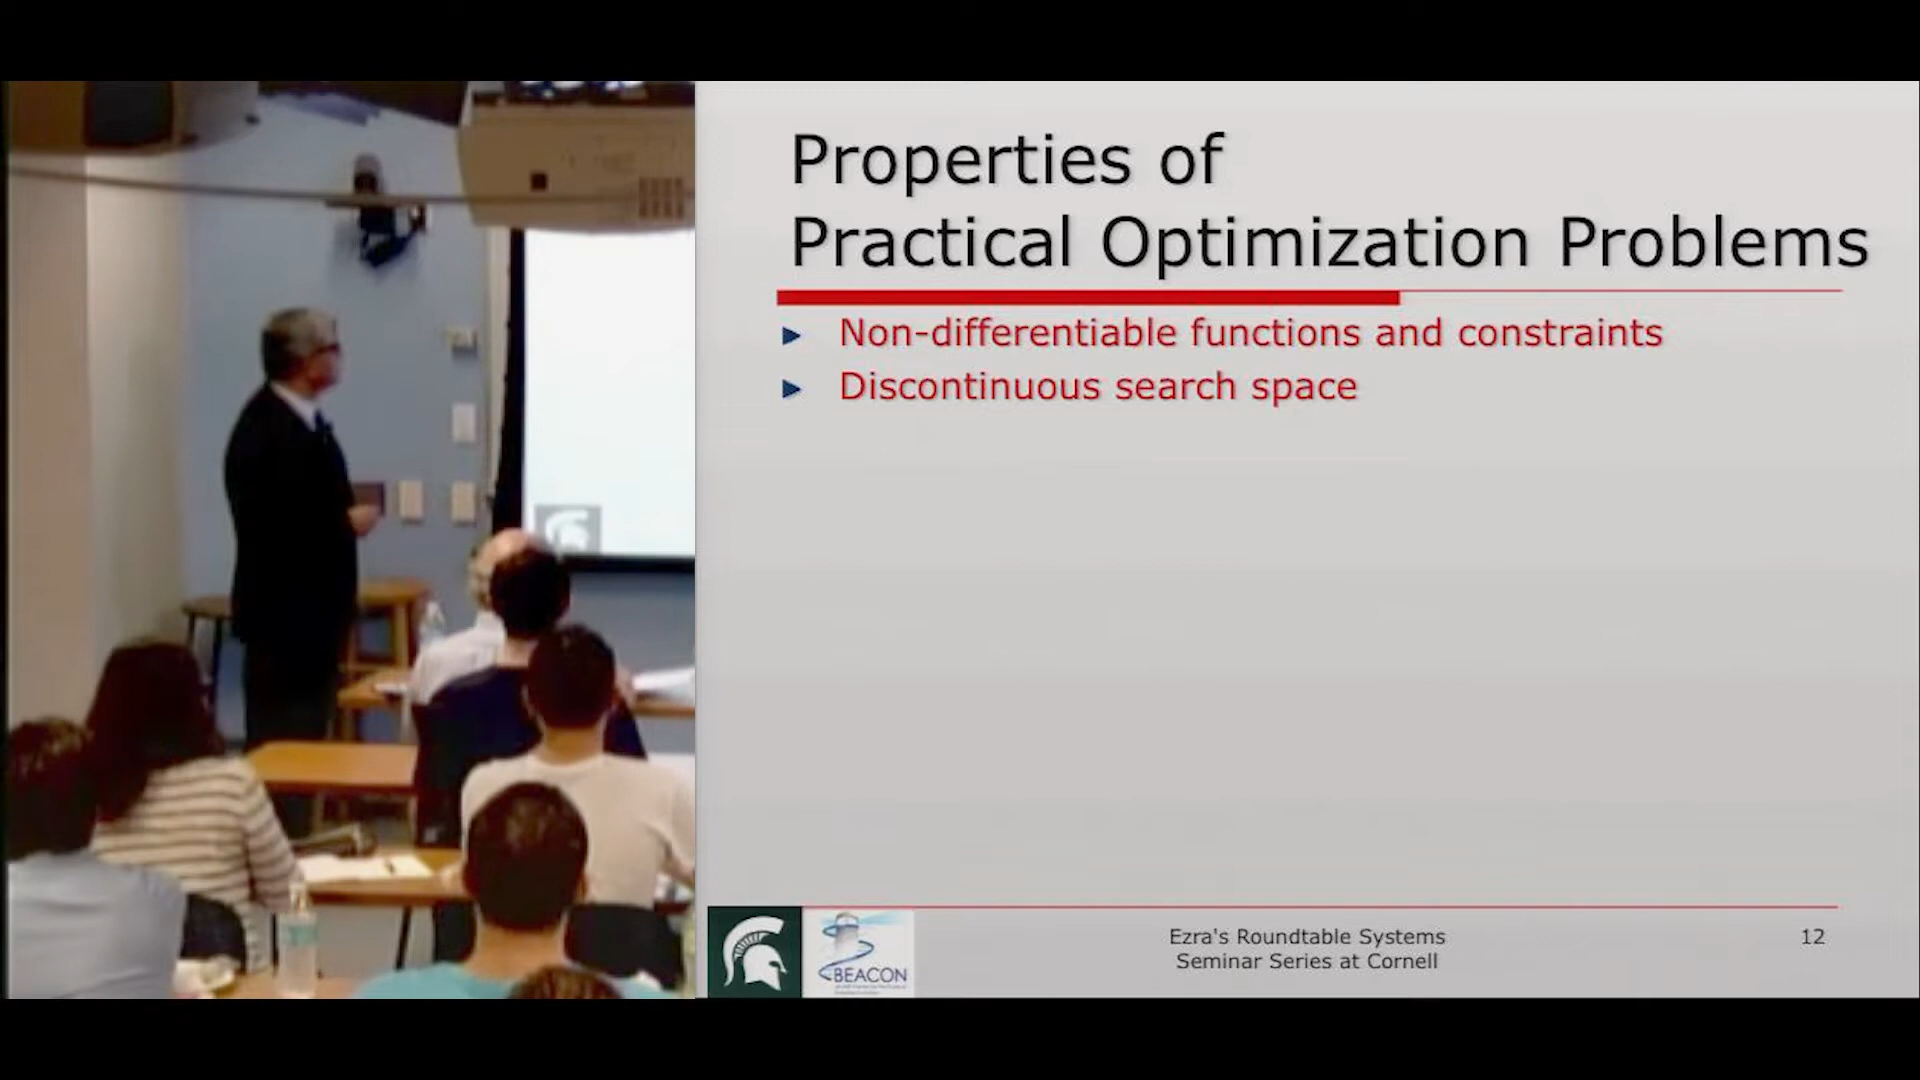 Properties of
Practical Optimization Problems
Non-differentiable functions and constraints
Discontinuous search space
BEACON
Ezra's Roundtable Systems
Seminar Series at Cornell
12